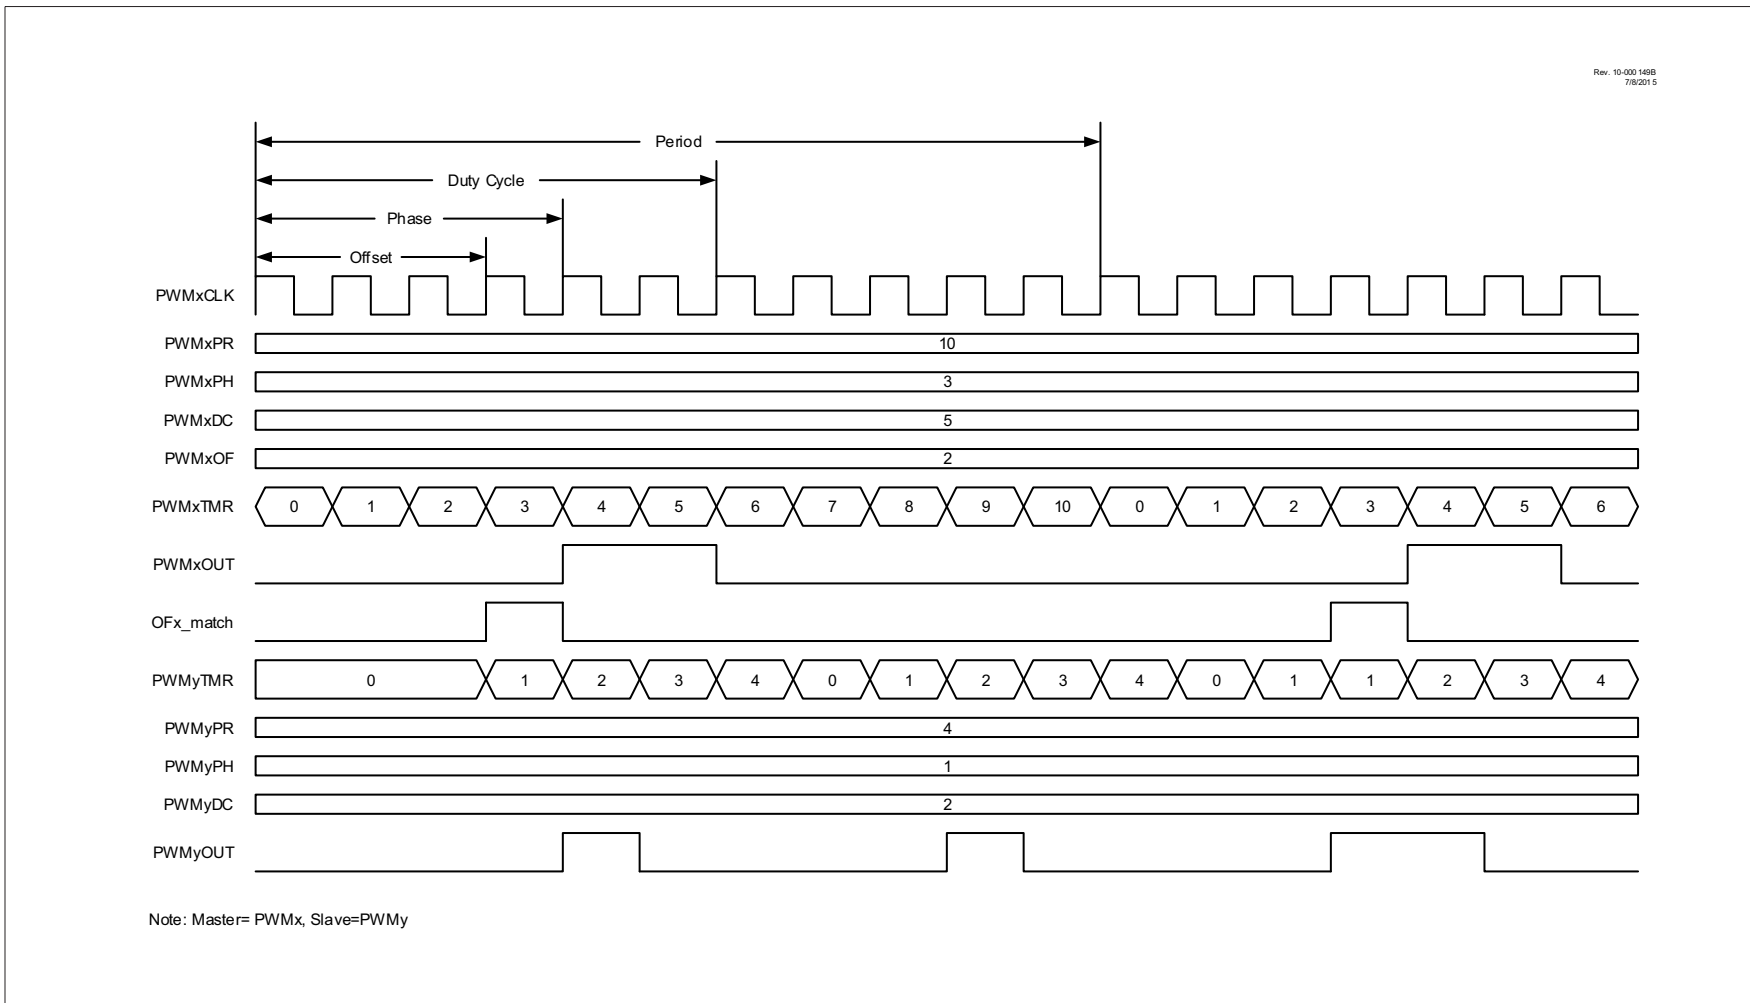 Rev. 10-000 149B
7/8/201 5
Period
Duty Cycle
Phase
Offset
PWMxCLK
PWMxPR 10
PWMxPH 3
PWMxDC 5
PWMxOF 2
PWMxTMR 0 1 2 3 4 5 6 7 8 9 10 0 1 2 3 4 5 6
PWMxOUT
OFx_match
PWMyTMR 0 1 2 3 4 0 1 2 3 4 0 1 1 2 3 4
PWMyPR 4
PWMyPH 1
PWMyDC 2
PWMyOUT
Note: Master= PWMx, Slave=PWMy